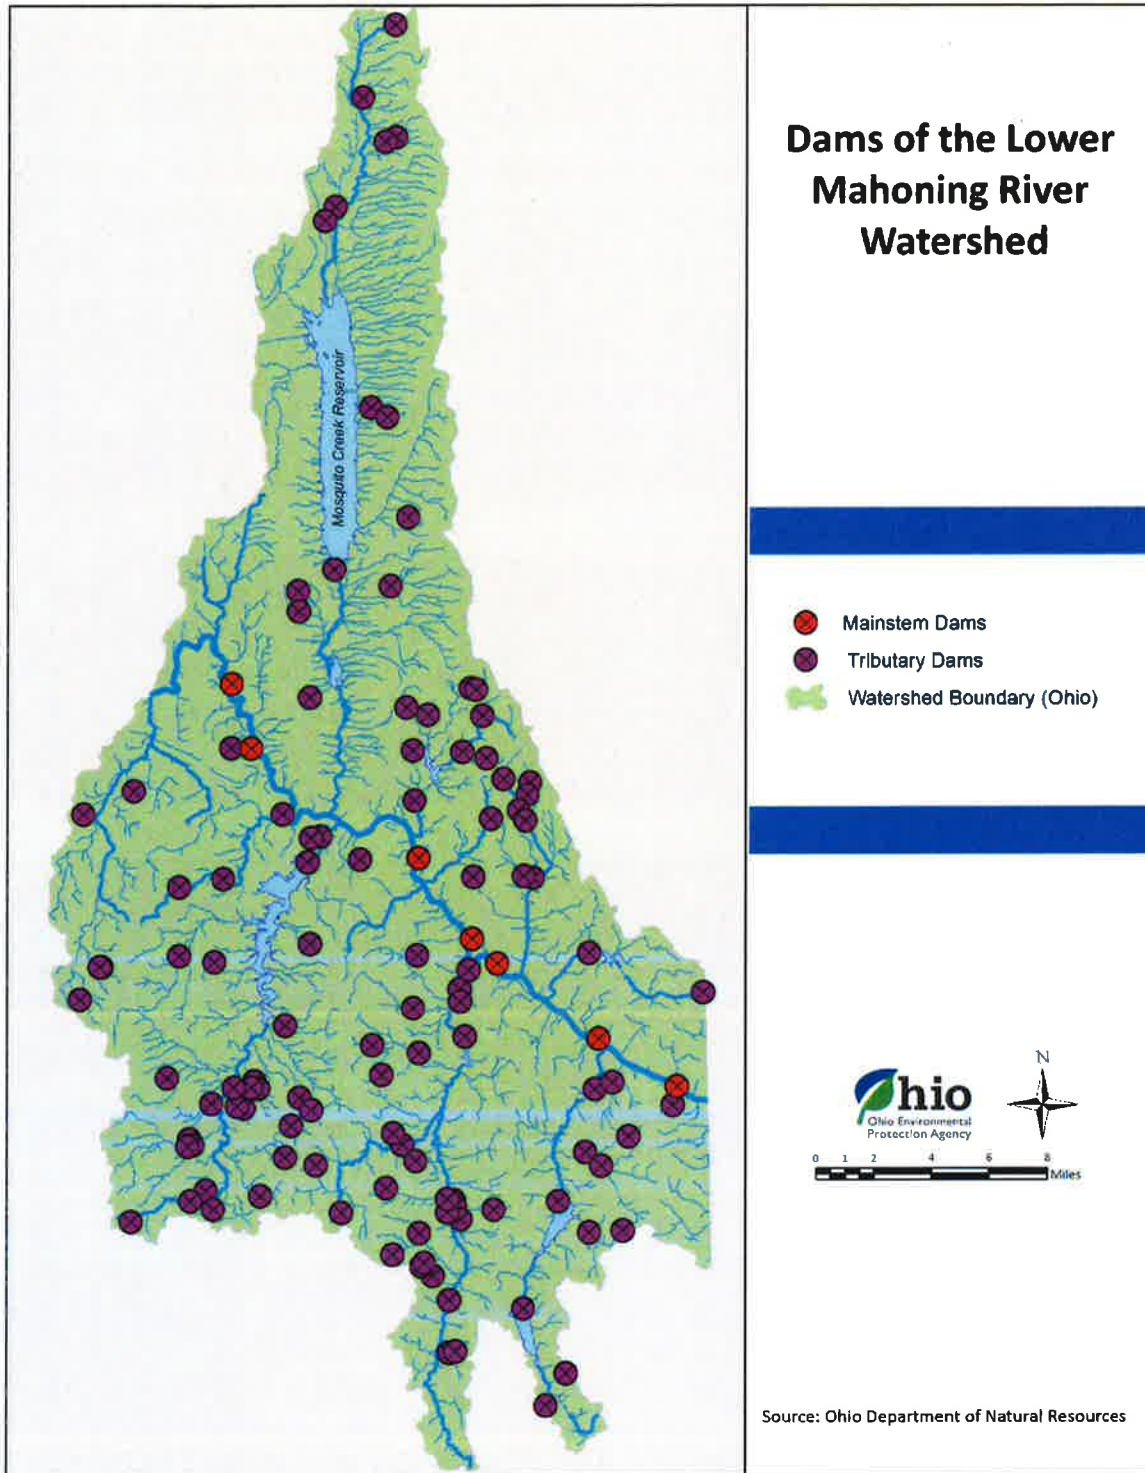 Dams of the Lower
Mahoning River
Watershed
Mosquito Creek Reservoir
Mainstem Dams
Tributary Dams
Watershed Boundary (Ohio)
Ohio
Ohio Environmental
Protection Agency
N
0 1 2 4 6 8
Miles
Source: Ohio Department of Natural Resources